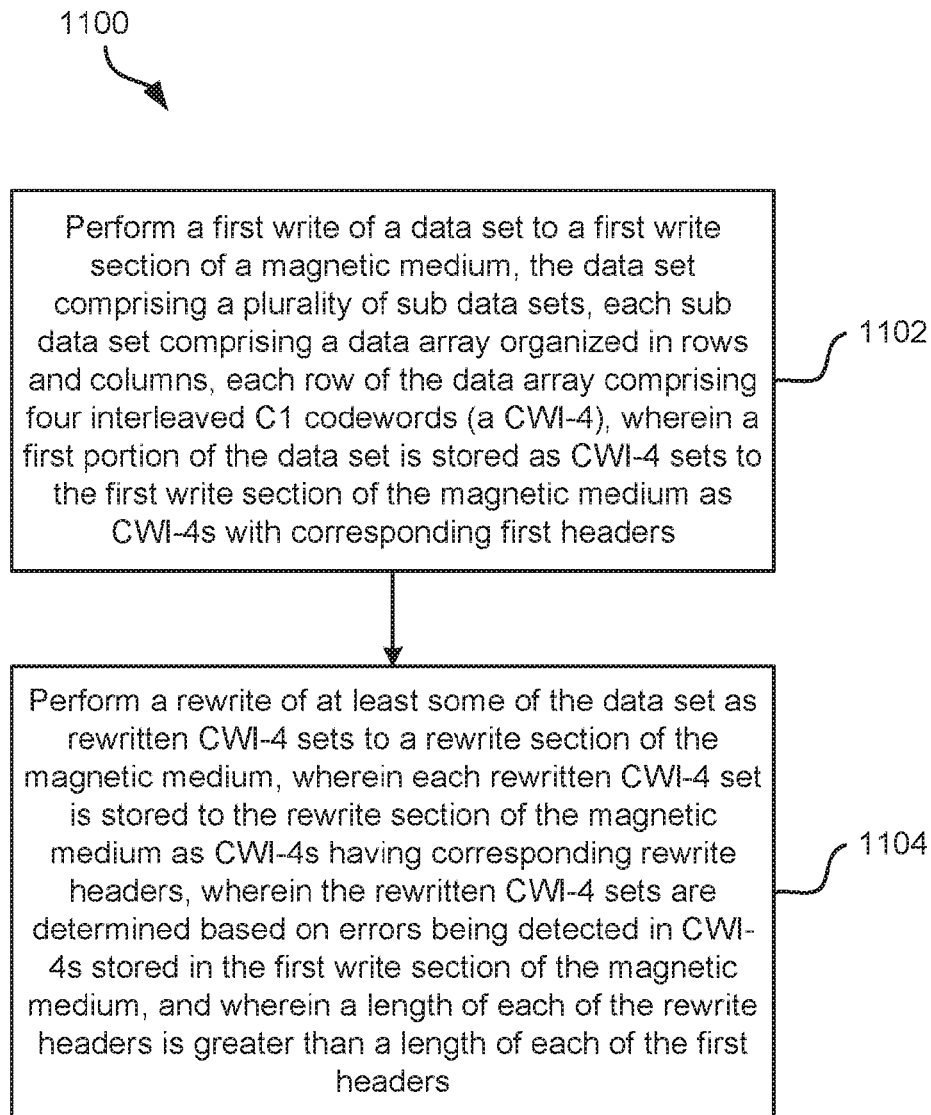 1100
Perform a first write of a data set to a first write
section of a magnetic medium, the data set
comprising a plurality of sub data sets, each sub
data set comprising a data array organized in rows
and columns, each row of the data array comprising
four interleaved C1 codewords (a CWI-4), wherein a
first portion of the data set is stored as CWI-4 sets to
the first write section of the magnetic medium as
CWI-4s with corresponding first headers
1102
Perform a rewrite of at least some of the data set as
rewritten CWI-4 sets to a rewrite section of the
magnetic medium, wherein each rewritten CWI-4 set
is stored to the rewrite section of the magnetic
medium as CWI-4s having corresponding rewrite
headers, wherein the rewritten CWI-4 sets are
determined based on errors being detected in CWI-
4s stored in the first write section of the magnetic
medium, and wherein a length of each of the rewrite
headers is greater than a length of each of the first
headers
1104